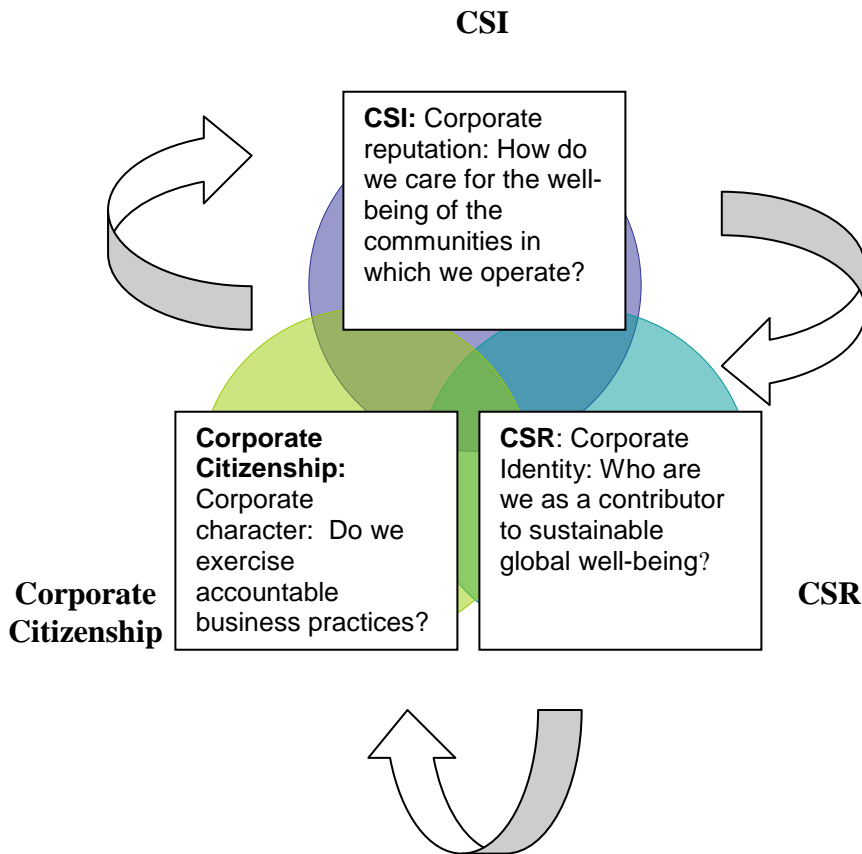 CSI
CSI: Corporate
reputation: How do
we care for the well-
being of the
communities in
which we operate?
Corporate
Citizenship:
Corporate
character:  Do we
exercise
accountable
business practices?
CSR: Corporate
Identity: Who are
we as a contributor
to sustainable
global well-being?
Corporate
Citizenship
CSR